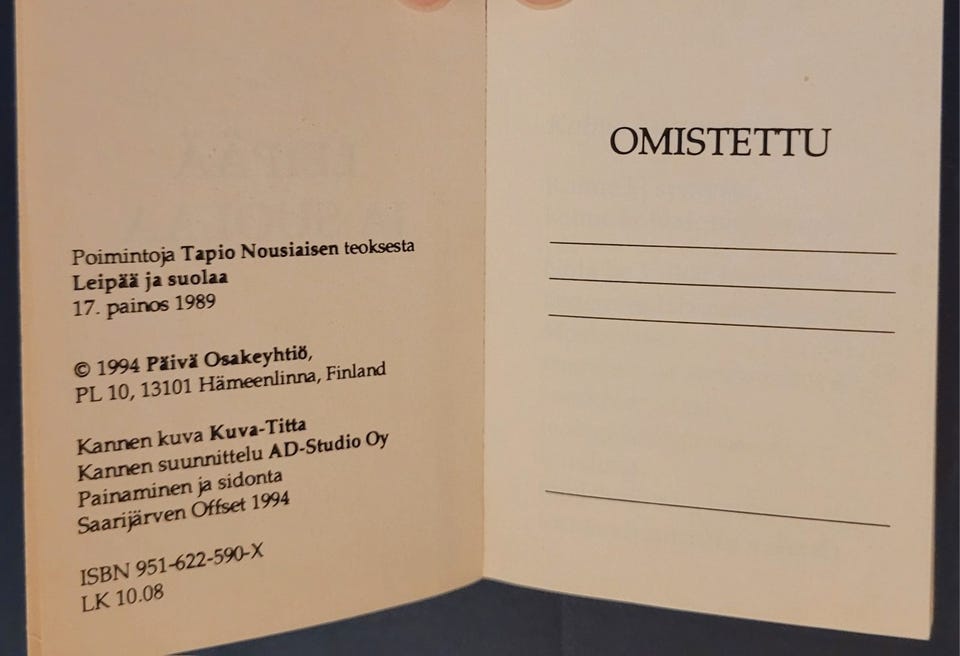 Poimintoja Tapio Nousiaisen teoksesta
Leipää ja suolaa
17. painos 1989
© 1994 Päivä Osakeyhtiö,
PL 10, 13101 Hämeenlinna, Finland
Kannen kuva Kuva-Titta
Kannen suunnittelu AD-Studio Oy
Painaminen ja sidonta
Saarijärven Offset 1994
ISBN 951-622-590-X
LK 10.08
OMISTETTU